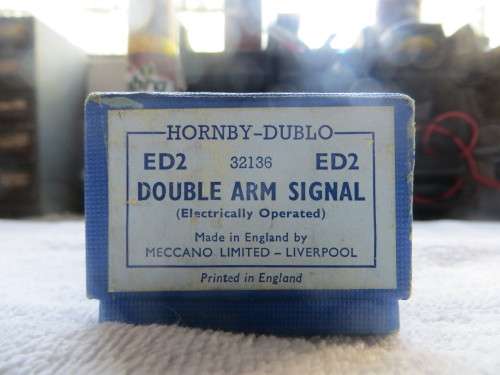 HORNBY-DUBLO
ED2 32136 ED2
DOUBLE ARM SIGNAL
(Electrically Operated)
Made in England by
MECCANO LIMITED - LIVERPOOL
Printed in England